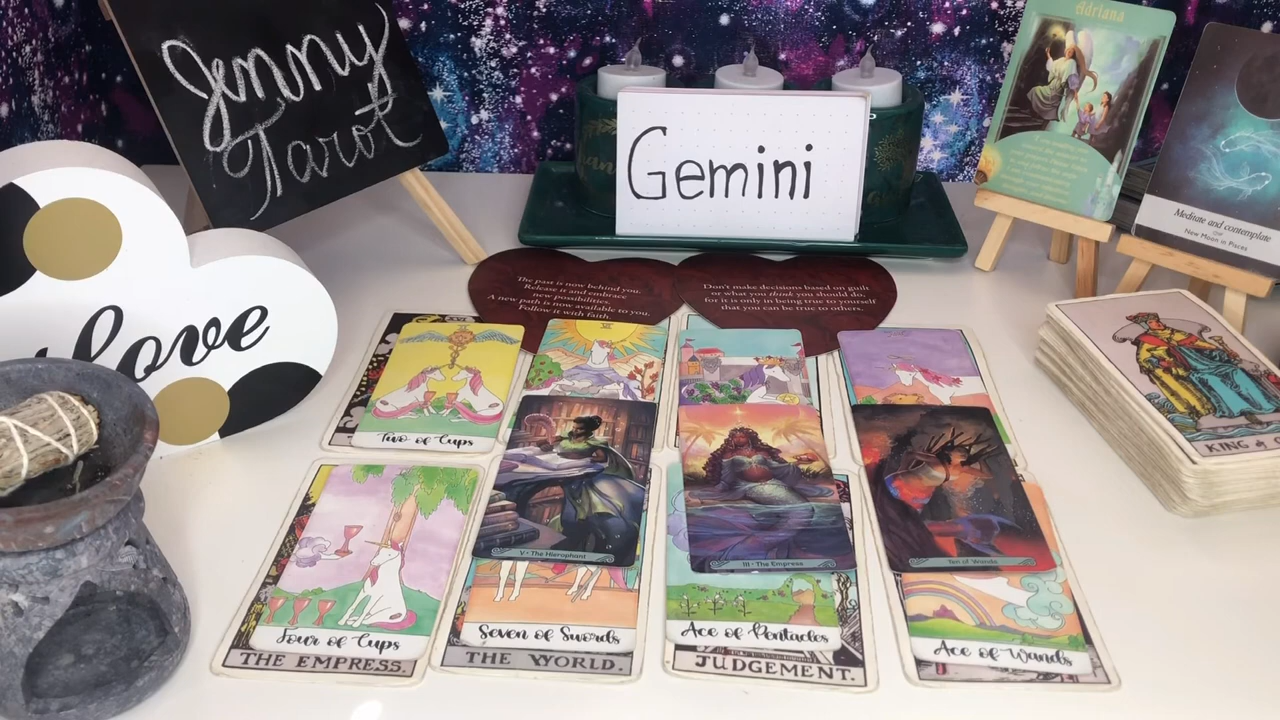 Jenny
Tarot
Gemini
Adriana
Meditate and contemplate
New Moon in Pisces
love
The past is now behind you.
Release it and embrace
new possibilities.
A new path is now available to you.
Follow it with faith.
Don't make decisions based on guilt
or what you think you should do,
for it is only in being true to yourself
that you can be true to others.
Two of Cups
VI
KING of
V • The Hierophant
III • The Empress
Ten of Wands
Four of Cups
Seven of Swords
Ace of Pentacles
Ace of Wands
THE EMPRESS.
THE WORLD.
JUDGEMENT.